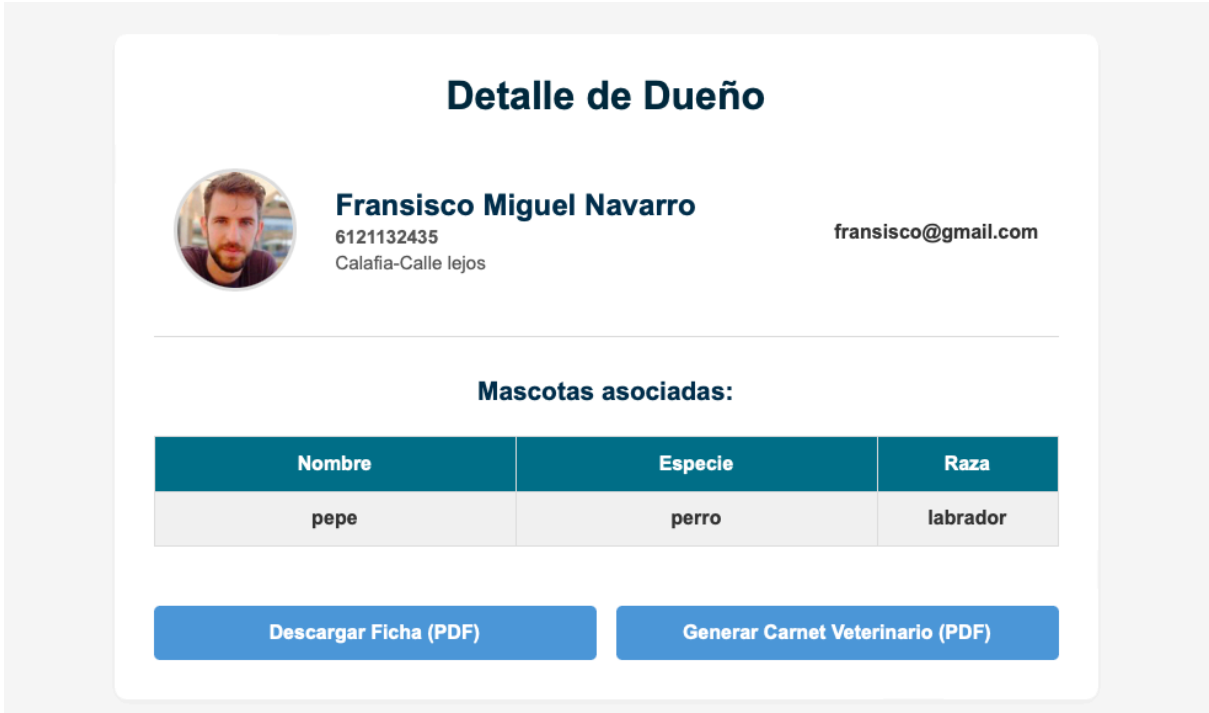 Detalle de Dueño
Fransisco Miguel Navarro
6121132435
Calafia-Calle lejos
fransisco@gmail.com
Mascotas asociadas:
Nombre Especie Raza
pepe perro labrador
Descargar Ficha (PDF) Generar Carnet Veterinario (PDF)